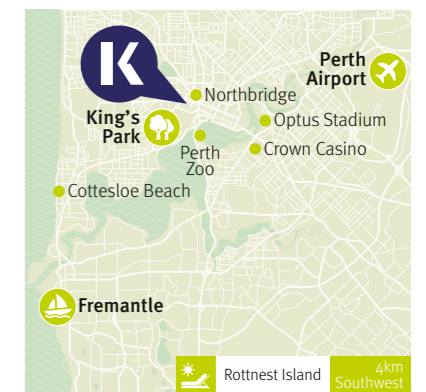 K
Perth
Airport
Northbridge
King's
Park
Optus Stadium
Perth
Zoo
Crown Casino
Cottesloe Beach
Fremantle
Rottnest Island
4km
Southwest